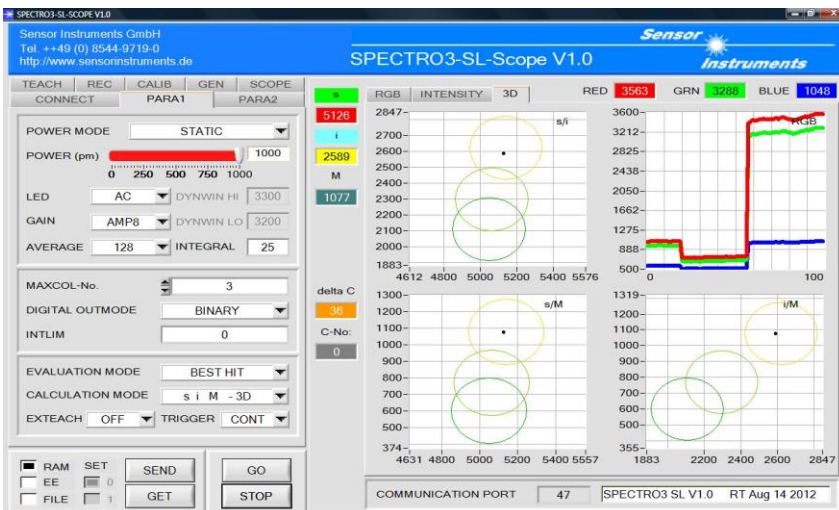 SPECTRO3-SL-SCOPE V1.0
Sensor Instruments GmbH
Tel. ++49 (0) 8544-9719-0
http://www.sensorinstruments.de
SPECTRO3-SL-Scope V1.0
Sensor
Instruments
TEACH REC CALIB GEN SCOPE
CONNECT PARA1 PARA2
POWER MODE STATIC
POWER (pm) 1000
0 250 500 750 1000
LED AC DYNWIN HI 3300
GAIN AMP8 DYNWIN LO 3200
AVERAGE 128 INTEGRAL 25
MAXCOL-No. 3
DIGITAL OUTMODE BINARY
INTLIM 0
EVALUATION MODE BEST HIT
CALCULATION MODE s i M - 3D
EXTEACH OFF TRIGGER CONT
RAM SET SEND GO
EE 0
FILE 1 GET STOP
s
5126
i
2589
M
1077
delta C
36
C-No:
0
RGB INTENSITY 3D RED 3563 GRN 3288 BLUE 1048
s/i
2847
2700
2600
2500
2400
2300
2200
2100
2000
1883
4612 4800 5000 5200 5400 5576
RGB
3600
3212
2825
2438
2050
1662
1275
888
500
0 100
s/M
1300
1200
1100
1000
900
800
700
600
500
374
4631 4800 5000 5200 5400 5557
i/M
1319
1200
1100
1000
900
800
700
600
500
355
1883 2200 2400 2600 2847
COMMUNICATION PORT 47 SPECTRO3 SL V1.0 RT Aug 14 2012